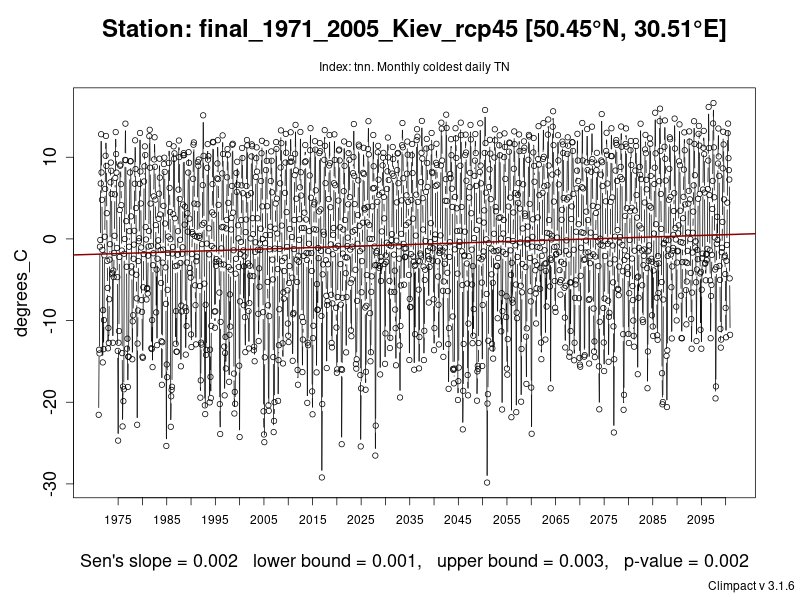 Station: final_1971_2005_Kiev_rcp45 [50.45°N, 30.51°E]
Index: tnn. Monthly coldest daily TN
degrees_C
10
0
-10
-20
-30
1975 1985 1995 2005 2015 2025 2035 2045 2055 2065 2075 2085 2095
Sen's slope = 0.002 lower bound = 0.001, upper bound = 0.003, p-value = 0.002
Climpact v 3.1.6